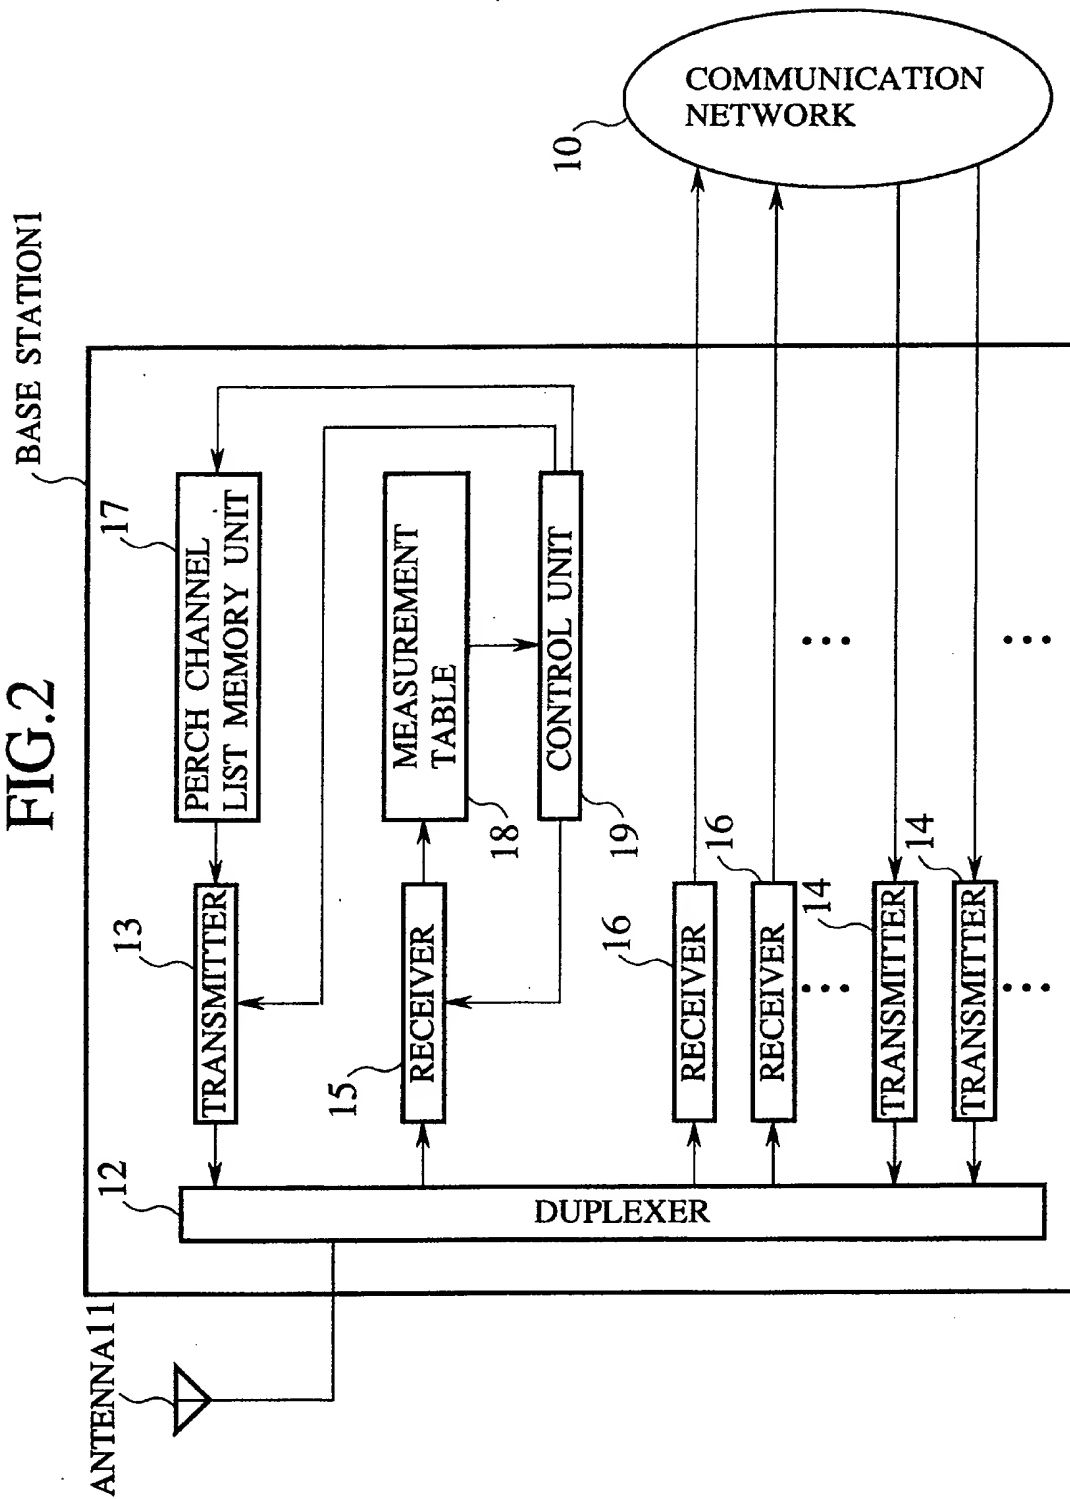 FIG.2
BASE STATION1
ANTENNA11
12
DUPLEXER
13
TRANSMITTER
17
PERCH CHANNEL
LIST MEMORY UNIT
15
RECEIVER
MEASUREMENT
TABLE
18
CONTROL UNIT
19
16
RECEIVER
16
RECEIVER
14
TRANSMITTER
14
TRANSMITTER
10
COMMUNICATION
NETWORK